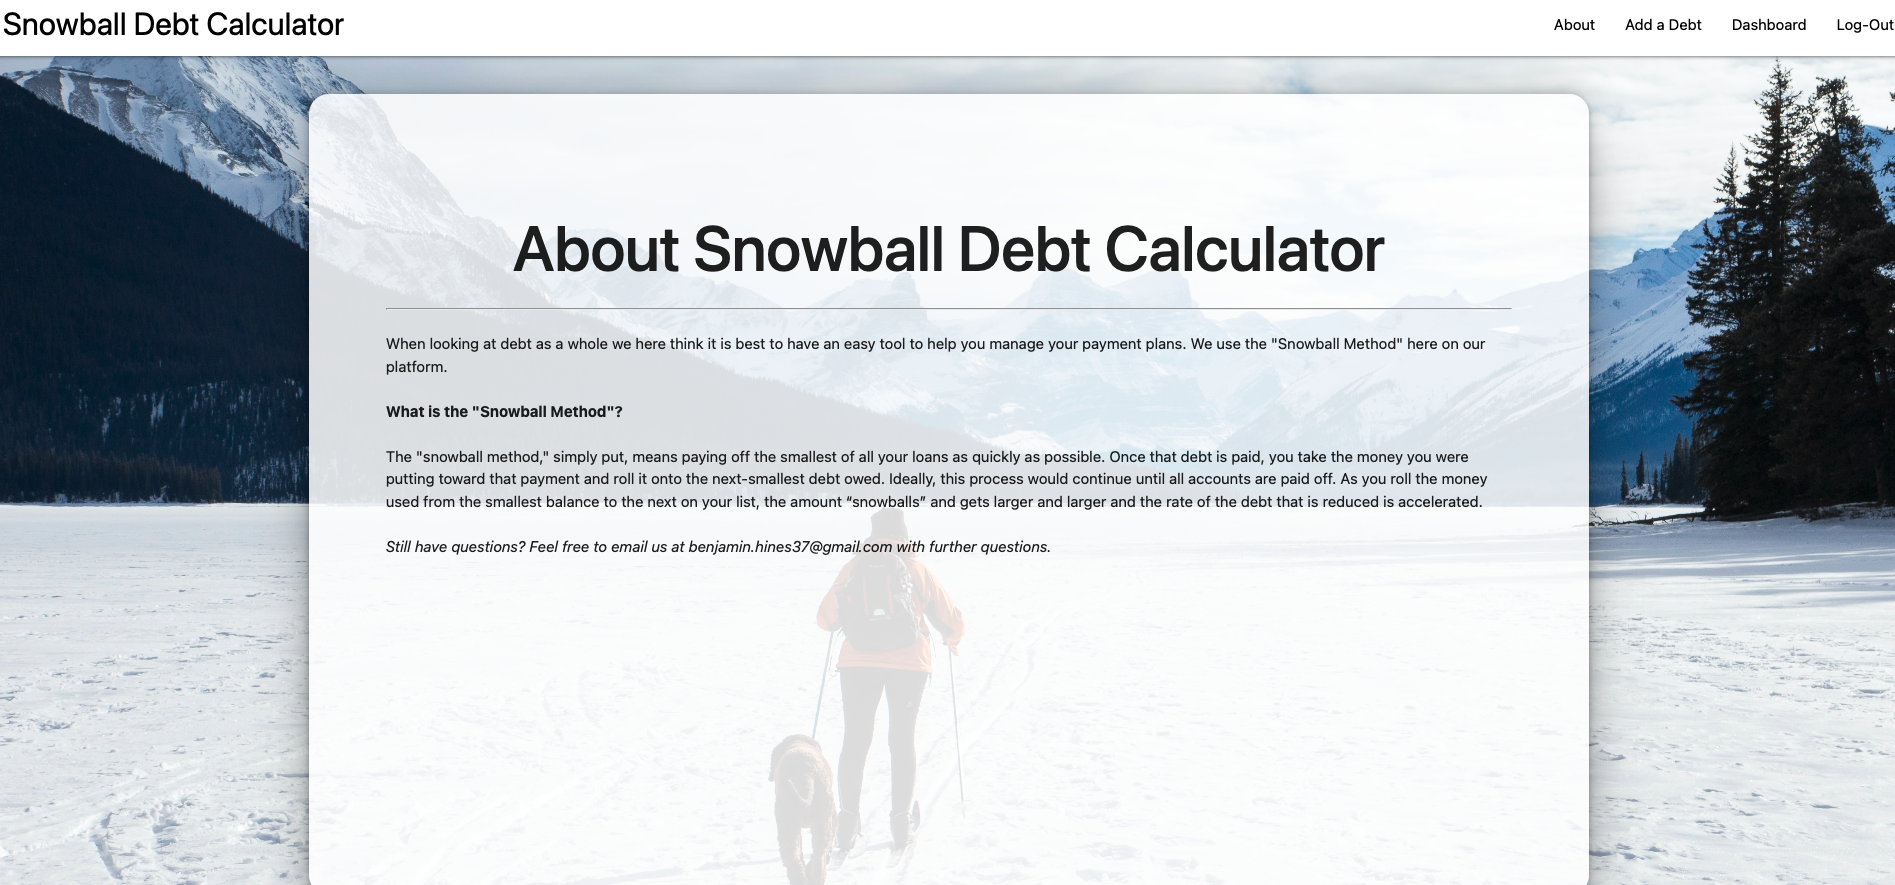 Snowball Debt Calculator
About
Add a Debt
Dashboard
Log-Out
About Snowball Debt Calculator
When looking at debt as a whole we here think it is best to have an easy tool to help you manage your payment plans. We use the "Snowball Method" here on our
platform.
What is the "Snowball Method"?
The "snowball method," simply put, means paying off the smallest of all your loans as quickly as possible. Once that debt is paid, you take the money you were
putting toward that payment and roll it onto the next-smallest debt owed. Ideally, this process would continue until all accounts are paid off. As you roll the money
used from the smallest balance to the next on your list, the amount “snowballs” and gets larger and larger and the rate of the debt that is reduced is accelerated.
Still have questions? Feel free to email us at benjamin.hines37@gmail.com with further questions.